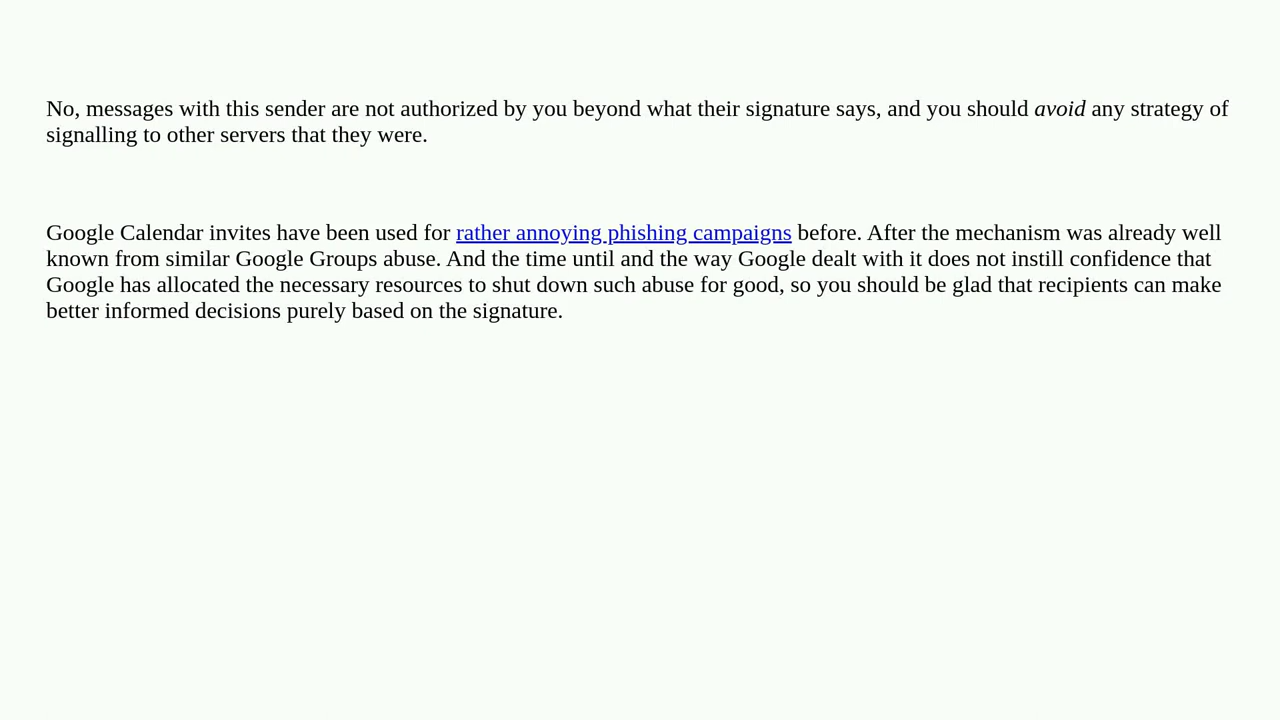 No, messages with this sender are not authorized by you beyond what their signature says, and you should avoid any strategy of
signalling to other servers that they were.
Google Calendar invites have been used for rather annoying phishing campaigns before. After the mechanism was already well
known from similar Google Groups abuse. And the time until and the way Google dealt with it does not instill confidence that
Google has allocated the necessary resources to shut down such abuse for good, so you should be glad that recipients can make
better informed decisions purely based on the signature.